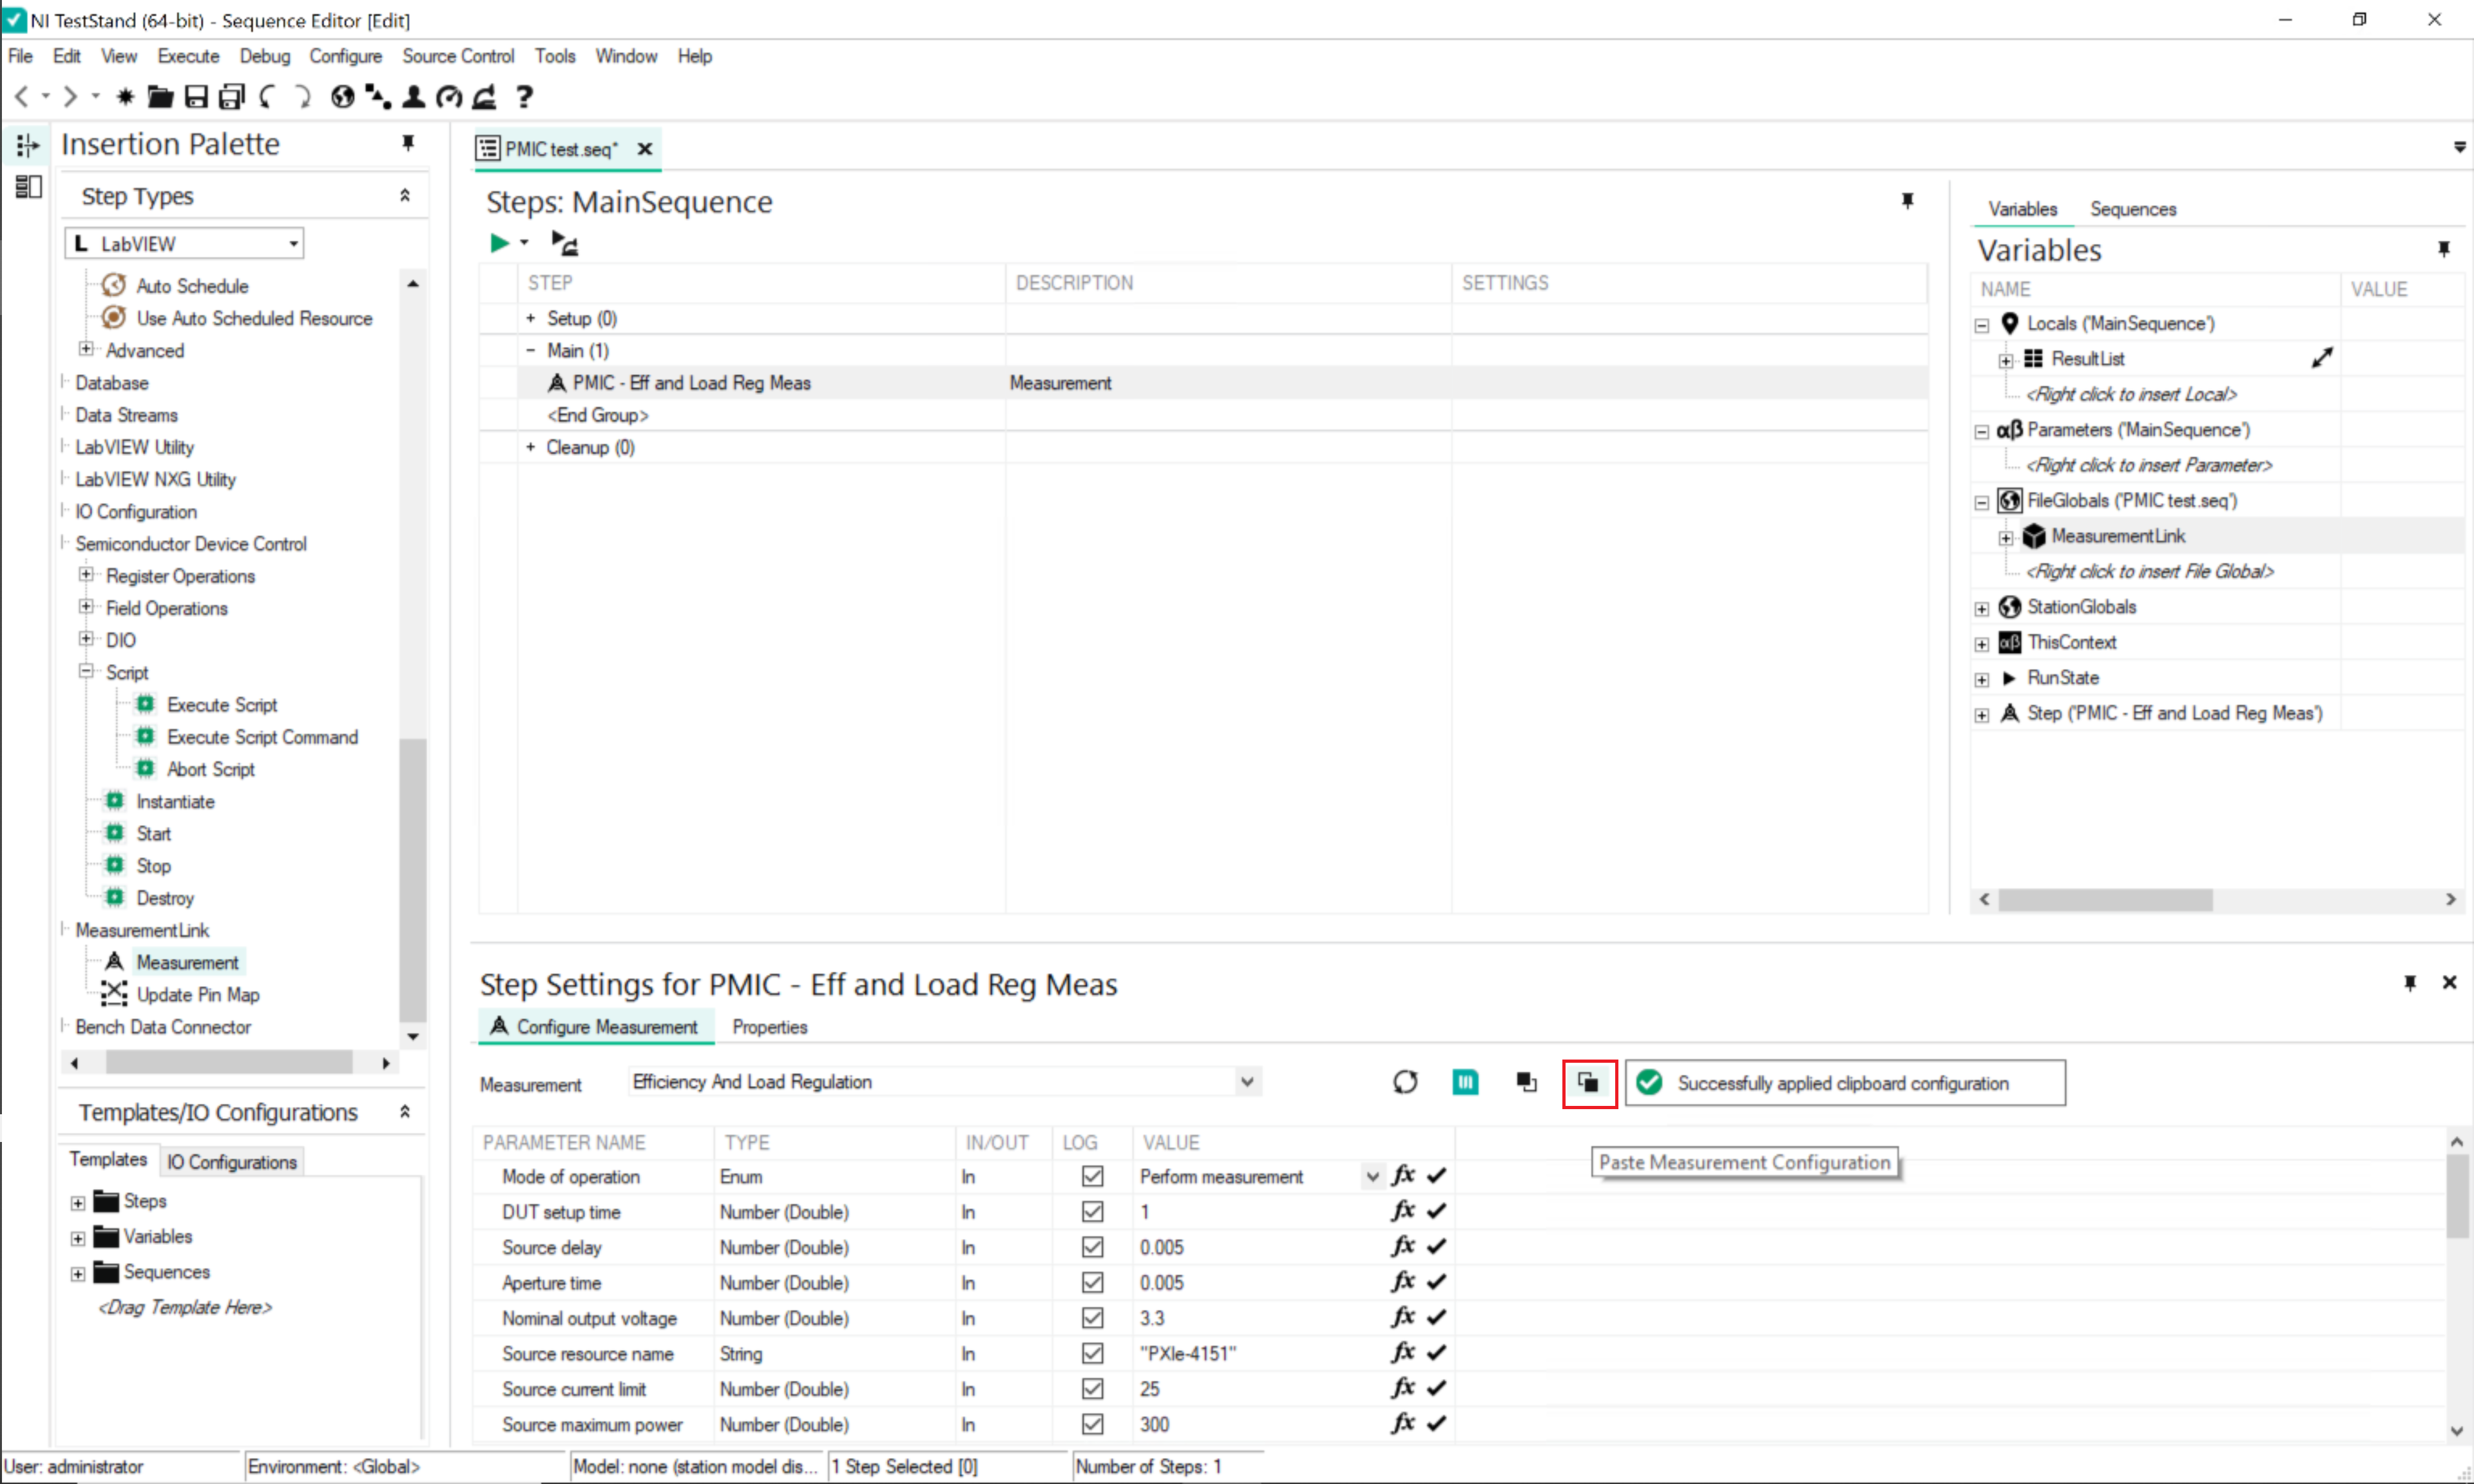 NI TestStand (64-bit) - Sequence Editor [Edit]
File Edit View Execute Debug Configure Source Control Tools Window Help
Insertion Palette
Step Types
LabVIEW
Auto Schedule
Use Auto Scheduled Resource
Advanced
Database
Data Streams
LabVIEW Utility
LabVIEW NXG Utility
IO Configuration
Semiconductor Device Control
Register Operations
Field Operations
DIO
Script
Execute Script
Execute Script Command
Abort Script
Instantiate
Start
Stop
Destroy
MeasurementLink
Measurement
Update Pin Map
Bench Data Connector
Templates/IO Configurations
Templates IO Configurations
Steps
Variables
Sequences
<Drag Template Here>
PMIC test.seq*
Steps: MainSequence
STEP DESCRIPTION SETTINGS
+ Setup (0)
- Main (1)
PMIC - Eff and Load Reg Meas Measurement
<End Group>
+ Cleanup (0)
Variables Sequences
Variables
NAME VALUE
Locals ('MainSequence')
ResultList
<Right click to insert Local>
αβ Parameters ('MainSequence')
<Right click to insert Parameter>
FileGlobals ('PMIC test.seq')
MeasurementLink
<Right click to insert File Global>
StationGlobals
αβ ThisContext
RunState
Step ('PMIC - Eff and Load Reg Meas')
Step Settings for PMIC - Eff and Load Reg Meas
Configure Measurement Properties
Measurement Efficiency And Load Regulation Successfully applied clipboard configuration
Paste Measurement Configuration
PARAMETER NAME TYPE IN/OUT LOG VALUE
Mode of operation Enum In Perform measurement fx
DUT setup time Number (Double) In 1 fx
Source delay Number (Double) In 0.005 fx
Aperture time Number (Double) In 0.005 fx
Nominal output voltage Number (Double) In 3.3 fx
Source resource name String In "PXIe-4151" fx
Source current limit Number (Double) In 25 fx
Source maximum power Number (Double) In 300 fx
User: administrator Environment: <Global> Model: none (station model dis... 1 Step Selected [0] Number of Steps: 1